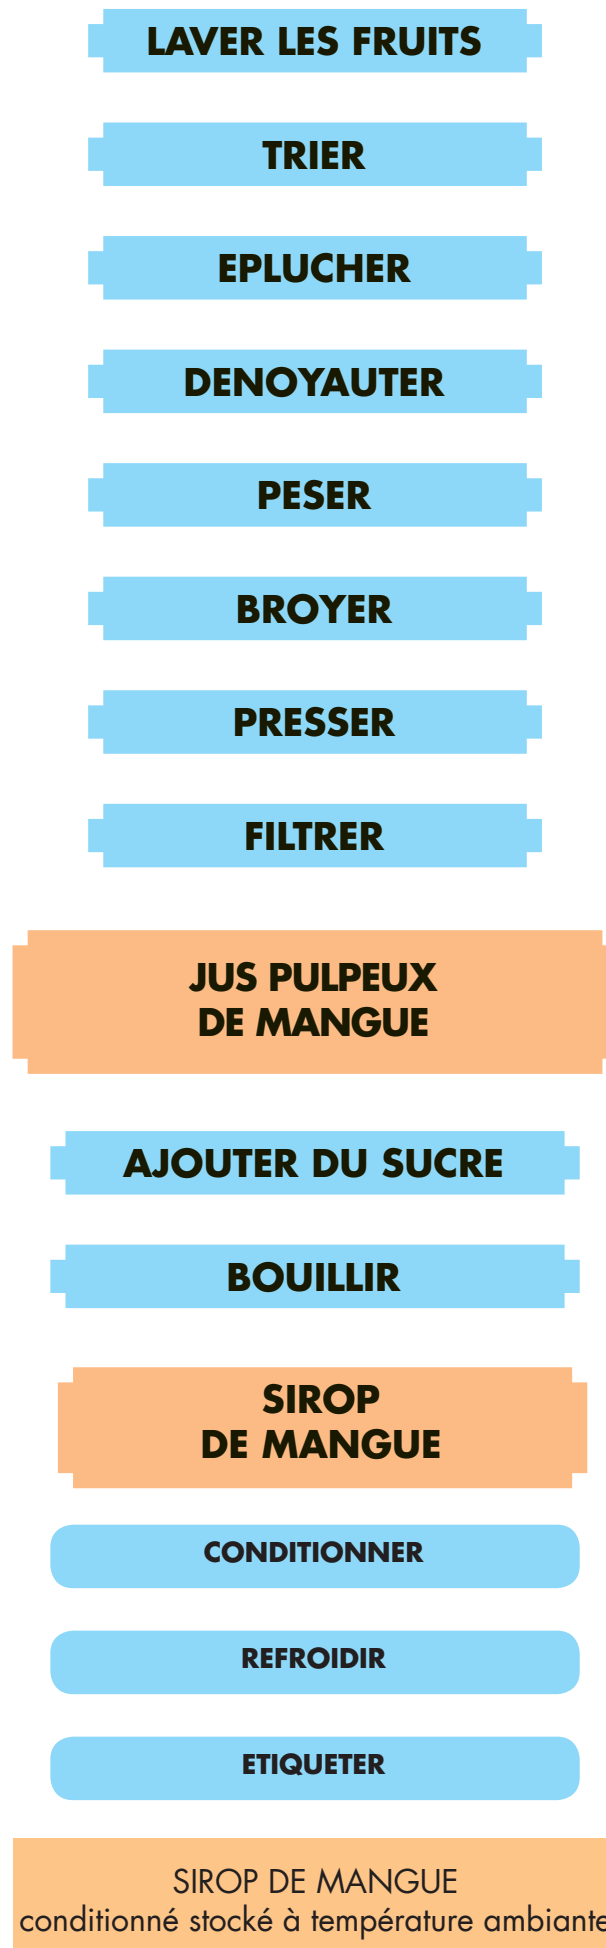 LAVER LES FRUITS
TRIER
EPLUCHER
DENOYAUTER
PESER
BROYER
PRESSER
FILTRER
JUS PULPEUX
DE MANGUE
AJOUTER DU SUCRE
BOUILLIR
SIROP
DE MANGUE
CONDITIONNER
REFROIDIR
ETIQUETER
SIROP DE MANGUE
conditionné stocké à température ambiante